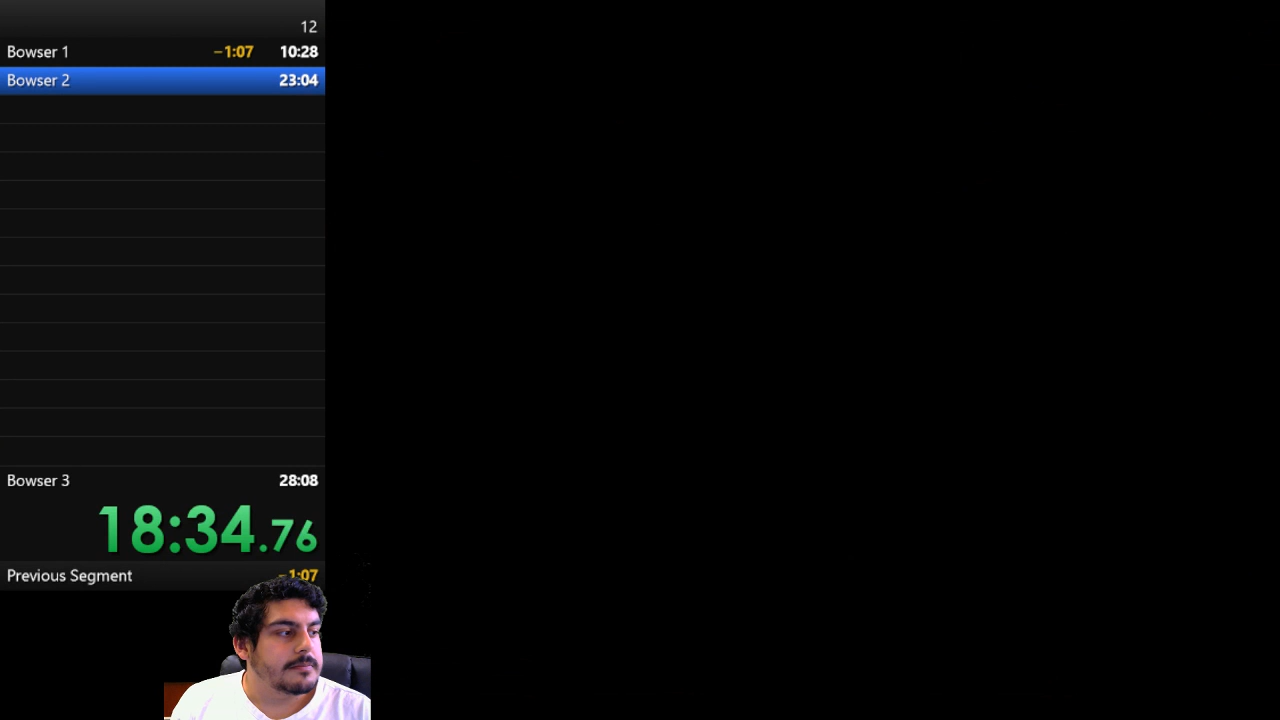 12
Bowser 1 −1:07 10:28
Bowser 2 23:04
Bowser 3 28:08
18:34.76
Previous Segment −1:07